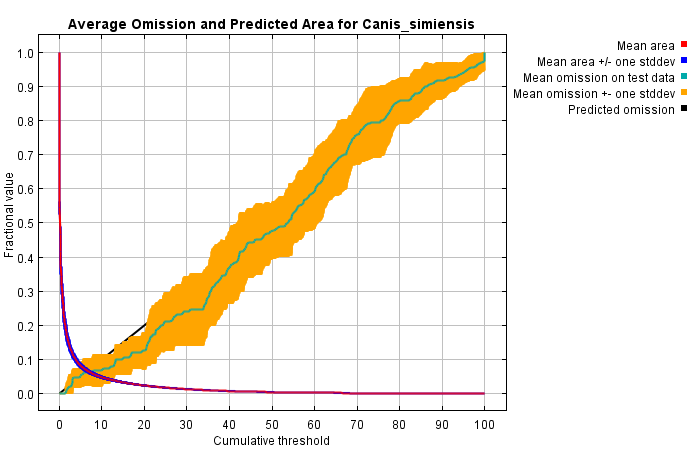 Average Omission and Predicted Area for Canis_simiensis
Mean area
Mean area +/- one stddev
Mean omission on test data
Mean omission +- one stddev
Predicted omission
Fractional value
1.0
0.9
0.8
0.7
0.6
0.5
0.4
0.3
0.2
0.1
0.0
0 10 20 30 40 50 60 70 80 90 100
Cumulative threshold